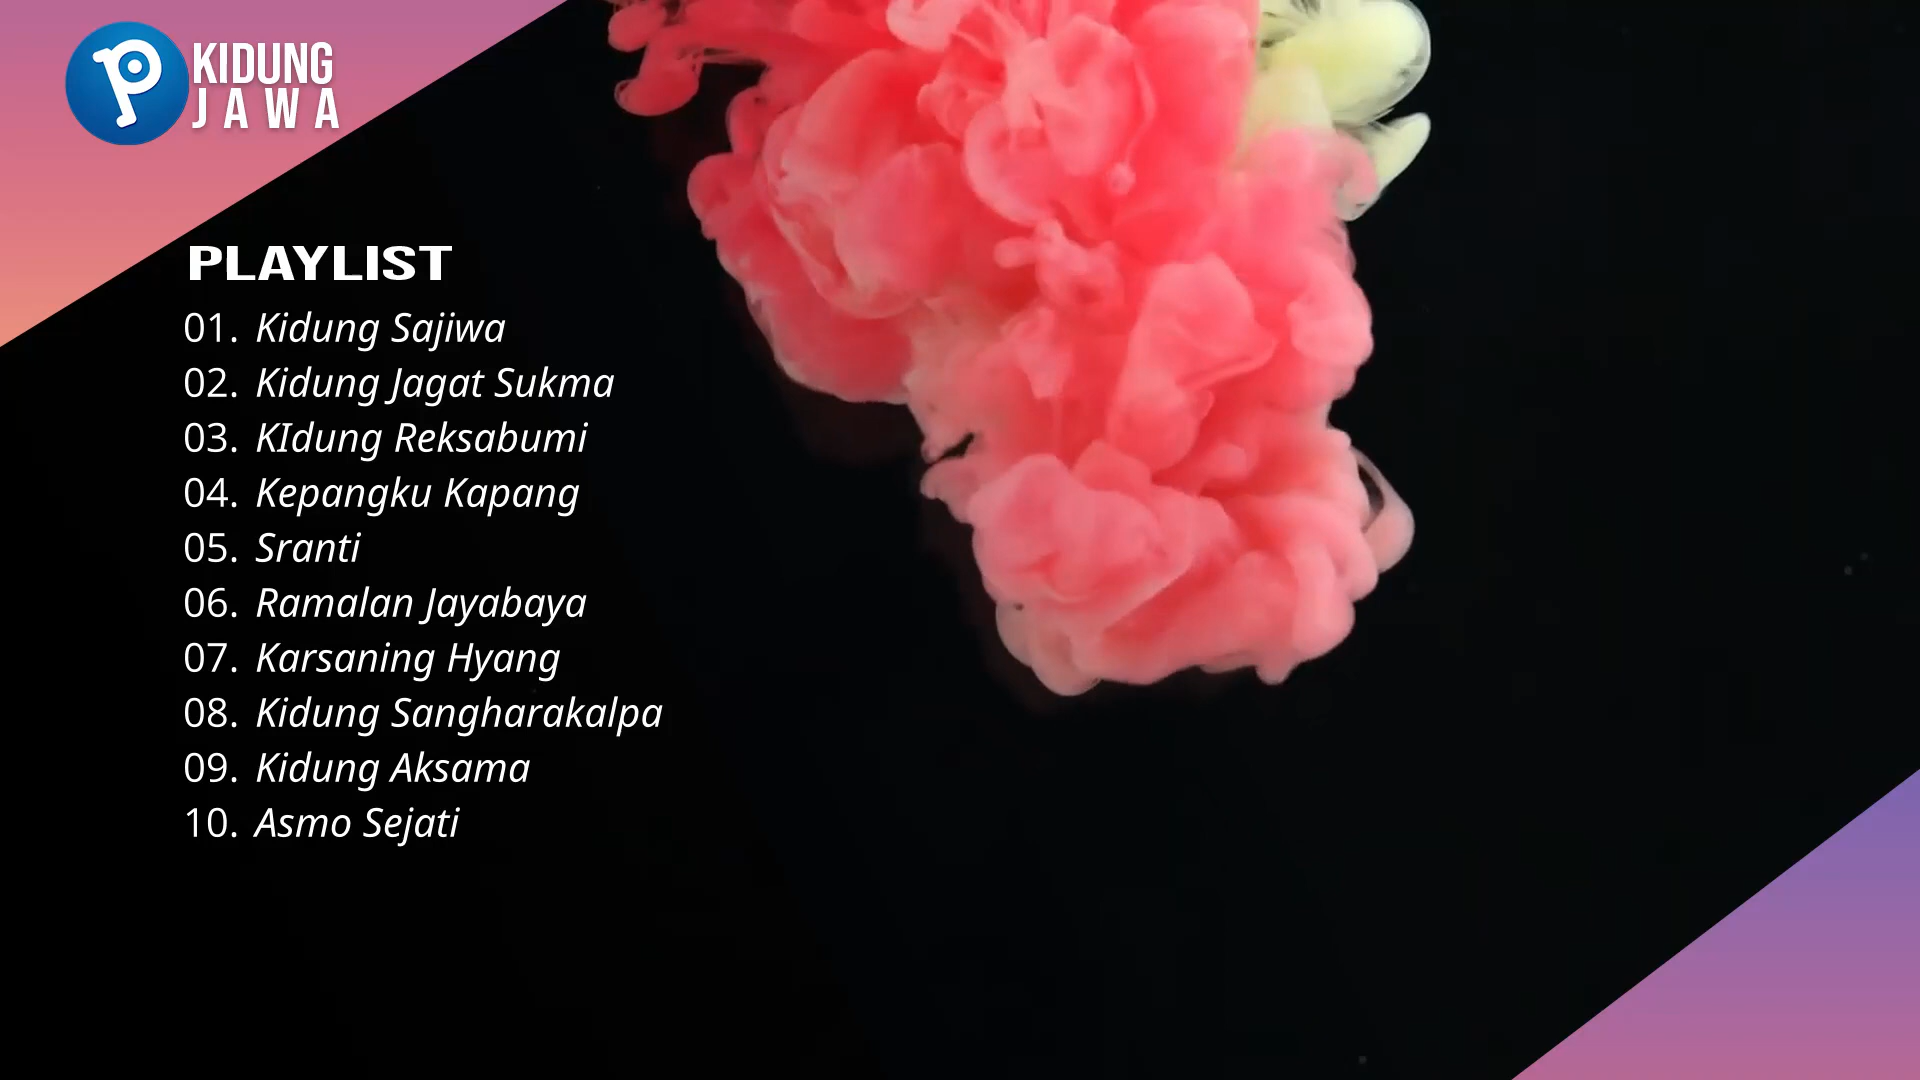 KIDUNG
JAWA
PLAYLIST
01. Kidung Sajiwa
02. Kidung Jagat Sukma
03. KIdung Reksabumi
04. Kepangku Kapang
05. Sranti
06. Ramalan Jayabaya
07. Karsaning Hyang
08. Kidung Sangharakalpa
09. Kidung Aksama
10. Asmo Sejati